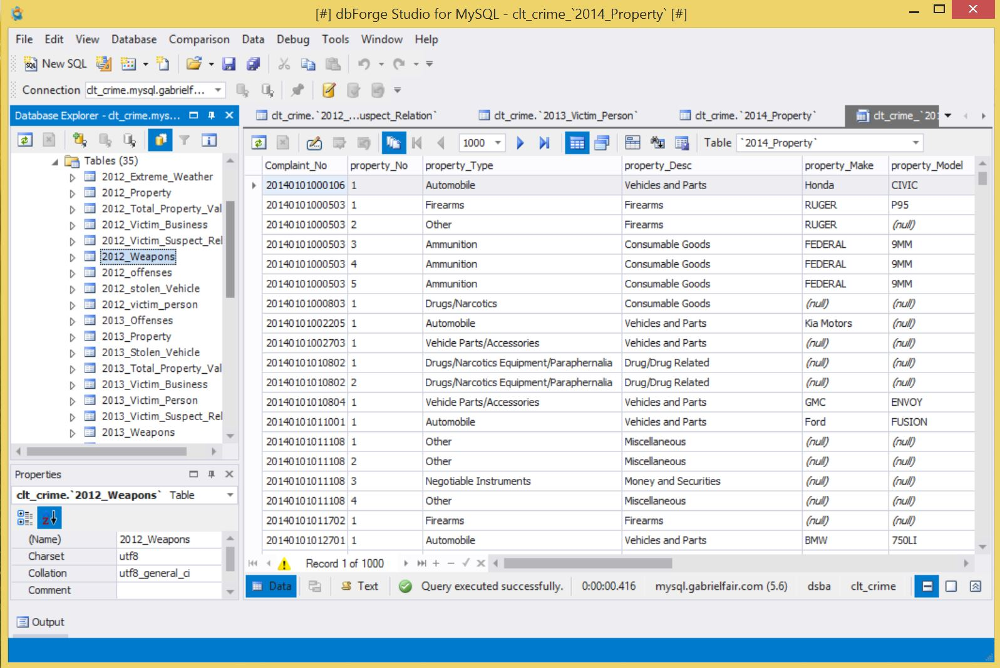 [#] dbForge Studio for MySQL - clt_crime_`2014_Property` [#]
File Edit View Database Comparison Data Debug Tools Window Help
New SQL
Connection clt_crime.mysql.gabrielf...
Database Explorer - clt_crime.mys...
Tables (35)
2012_Extreme_Weather
2012_Property
2012_Total_Property_Val
2012_Victim_Business
2012_Victim_Suspect_Rel
2012_Weapons
2012_offenses
2012_stolen_Vehicle
2012_victim_person
2013_Offenses
2013_Property
2013_Stolen_Vehicle
2013_Total_Property_Val
2013_Victim_Business
2013_Victim_Person
2013_Victim_Suspect_Rel
2013_Weapons
Properties
clt_crime.`2012_Weapons` Table
(Name) 2012_Weapons
Charset utf8
Collation utf8_general_ci
Comment
clt_crime.`2012_...uspect_Relation` clt_crime.`2013_Victim_Person` clt_crime.`2014_Property` clt_crime_`201
1000 Table `2014_Property`
Complaint_No property_No property_Type property_Desc property_Make property_Model
20140101000106 1 Automobile Vehicles and Parts Honda CIVIC
20140101000503 1 Firearms Firearms RUGER P95
20140101000503 2 Other Firearms RUGER (null)
20140101000503 3 Ammunition Consumable Goods FEDERAL 9MM
20140101000503 4 Ammunition Consumable Goods FEDERAL 9MM
20140101000503 5 Ammunition Consumable Goods FEDERAL 9MM
20140101000803 1 Drugs/Narcotics Consumable Goods (null) (null)
20140101002205 1 Automobile Vehicles and Parts Kia Motors (null)
20140101002703 1 Vehicle Parts/Accessories Vehicles and Parts (null) (null)
20140101010802 1 Drugs/Narcotics Equipment/Paraphernalia Drug/Drug Related (null) (null)
20140101010802 2 Drugs/Narcotics Equipment/Paraphernalia Drug/Drug Related (null) (null)
20140101010804 1 Vehicle Parts/Accessories Vehicles and Parts GMC ENVOY
20140101011001 1 Automobile Vehicles and Parts Ford FUSION
20140101011108 1 Other Miscellaneous (null) (null)
20140101011108 2 Other Miscellaneous (null) (null)
20140101011108 3 Negotiable Instruments Money and Securities (null) (null)
20140101011108 4 Other Miscellaneous (null) (null)
20140101011702 1 Firearms Firearms (null) (null)
20140101012701 1 Automobile Vehicles and Parts BMW 750LI
Record 1 of 1000
Data Text Query executed successfully. 0:00:00.416 mysql.gabrielfair.com (5.6) dsba clt_crime
Output